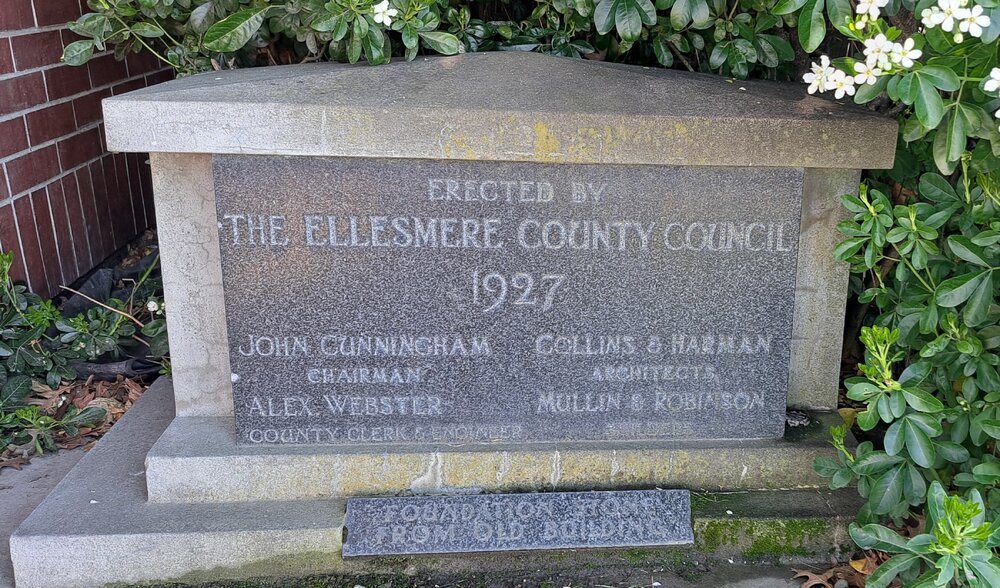 ERECTED BY
THE ELLESMERE COUNTY COUNCIL
1927
JOHN CUNNINGHAM
CHAIRMAN
ALEX. WEBSTER
COUNTY CLERK & ENGINEER
COLLINS & HARMAN
ARCHITECTS
MULLIN & ROBINSON
BUILDERS
FOUNDATION STONE
FROM OLD BUILDING